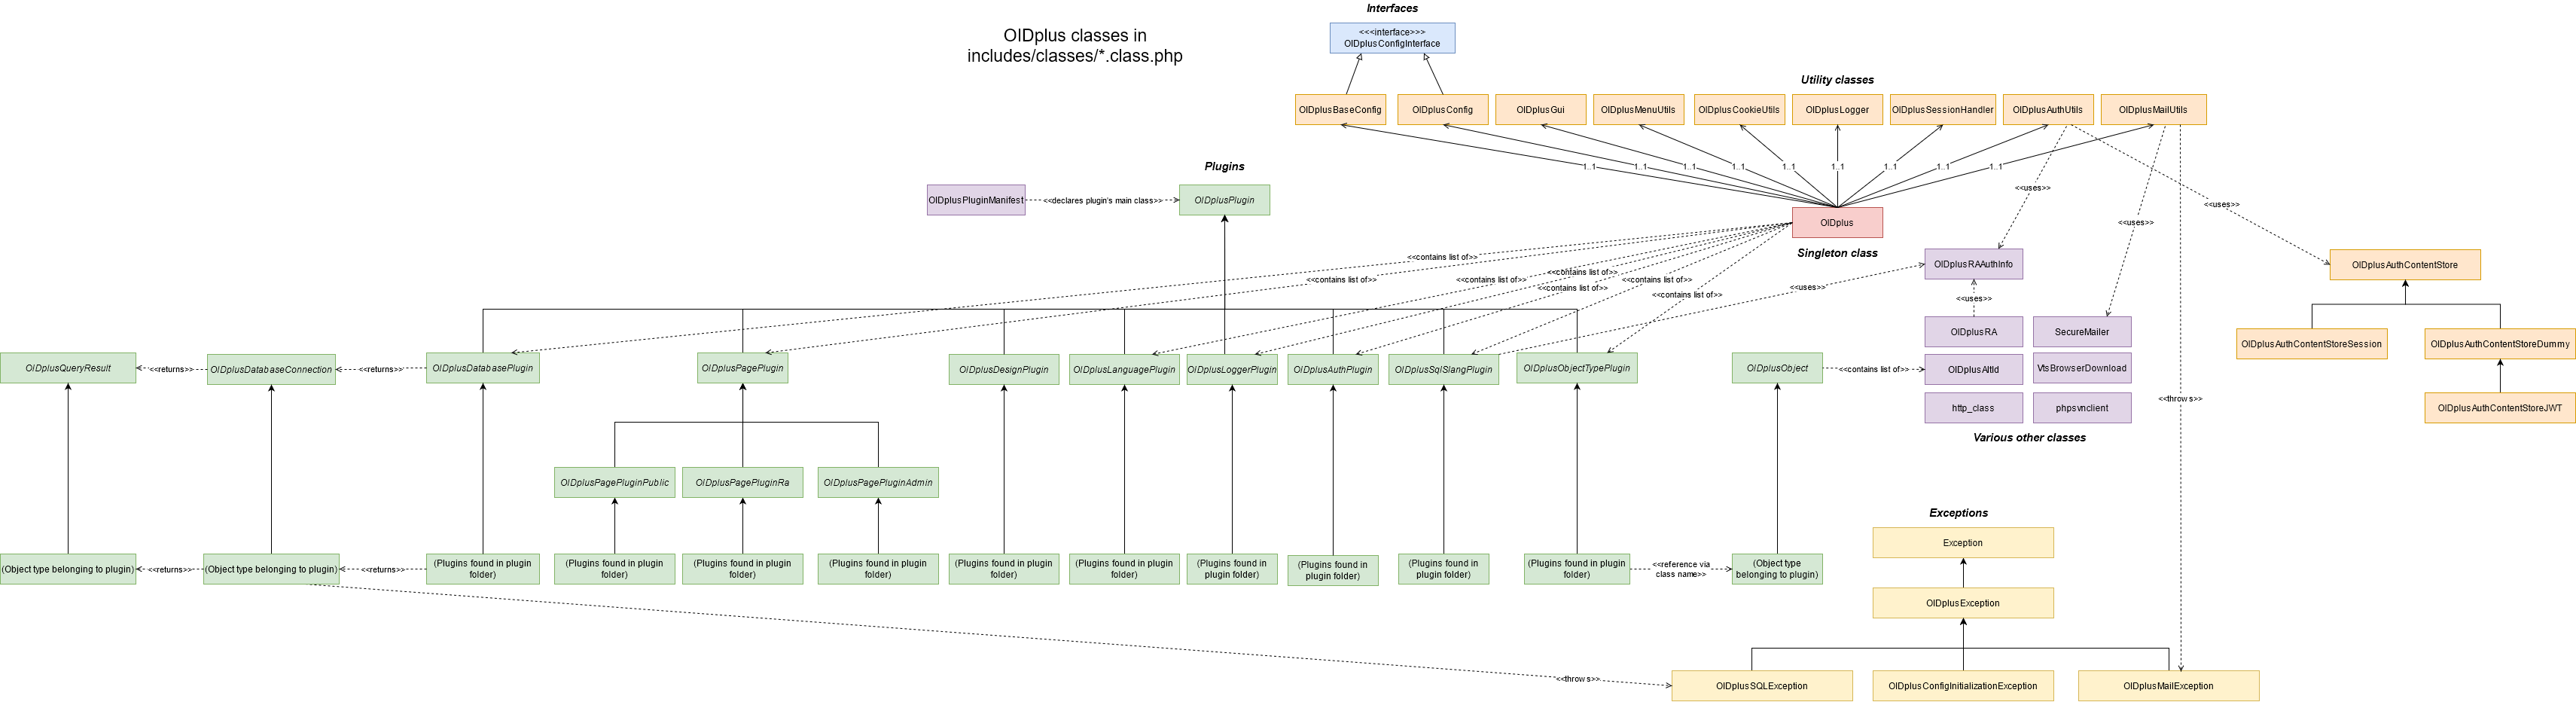 Interfaces
OIDplus classes in
includes/classes/*.class.php
<<<interface>>>
OIDplusConfigInterface
Utility classes
OIDplusBaseConfig
OIDplusConfig
OIDplusGui
OIDplusMenuUtils
OIDplusCookieUtils
OIDplusLogger
OIDplusSessionHandler
OIDplusAuthUtils
OIDplusMailUtils
Plugins
1..1
1..1
1..1
1..1
1..1
1..1
1..1
1..1
1..1
<<uses>>
OIDplusPluginManifest
<<declares plugin's main class>>
OIDplusPlugin
<<uses>>
OIDplus
<<uses>>
Singleton class
<<contains list of>>
<<contains list of>>
<<contains list of>>
<<contains list of>>
<<contains list of>>
<<contains list of>>
<<contains list of>>
<<uses>>
OIDplusRAAuthInfo
OIDplusAuthContentStore
<<uses>>
OIDplusRA
SecureMailer
OIDplusAuthContentStoreSession
OIDplusAuthContentStoreDummy
OIDplusQueryResult
<<returns>>
OIDplusDatabaseConnection
<<returns>>
OIDplusDatabasePlugin
OIDplusPagePlugin
OIDplusDesignPlugin
OIDplusLanguagePlugin
OIDplusLoggerPlugin
OIDplusAuthPlugin
OIDplusSqlSlangPlugin
OIDplusObjectTypePlugin
OIDplusObject
<<contains list of>>
OIDplusAltId
VtsBrowserDownload
<<throws>>
http_class
phpsvnclient
OIDplusAuthContentStoreJWT
Various other classes
OIDplusPagePluginPublic
OIDplusPagePluginRa
OIDplusPagePluginAdmin
Exceptions
Exception
(Object type belonging to plugin)
<<returns>>
(Object type belonging to plugin)
<<returns>>
(Plugins found in plugin
folder)
(Plugins found in plugin
folder)
(Plugins found in plugin
folder)
(Plugins found in plugin
folder)
(Plugins found in plugin
folder)
(Plugins found in plugin
folder)
(Plugins found in
plugin folder)
(Plugins found in
plugin folder)
(Plugins found in
plugin folder)
(Plugins found in plugin
folder)
<<reference via
class name>>
(Object type
belonging to plugin)
OIDplusException
<<throws>>
OIDplusSQLException
OIDplusConfigInitializationException
OIDplusMailException